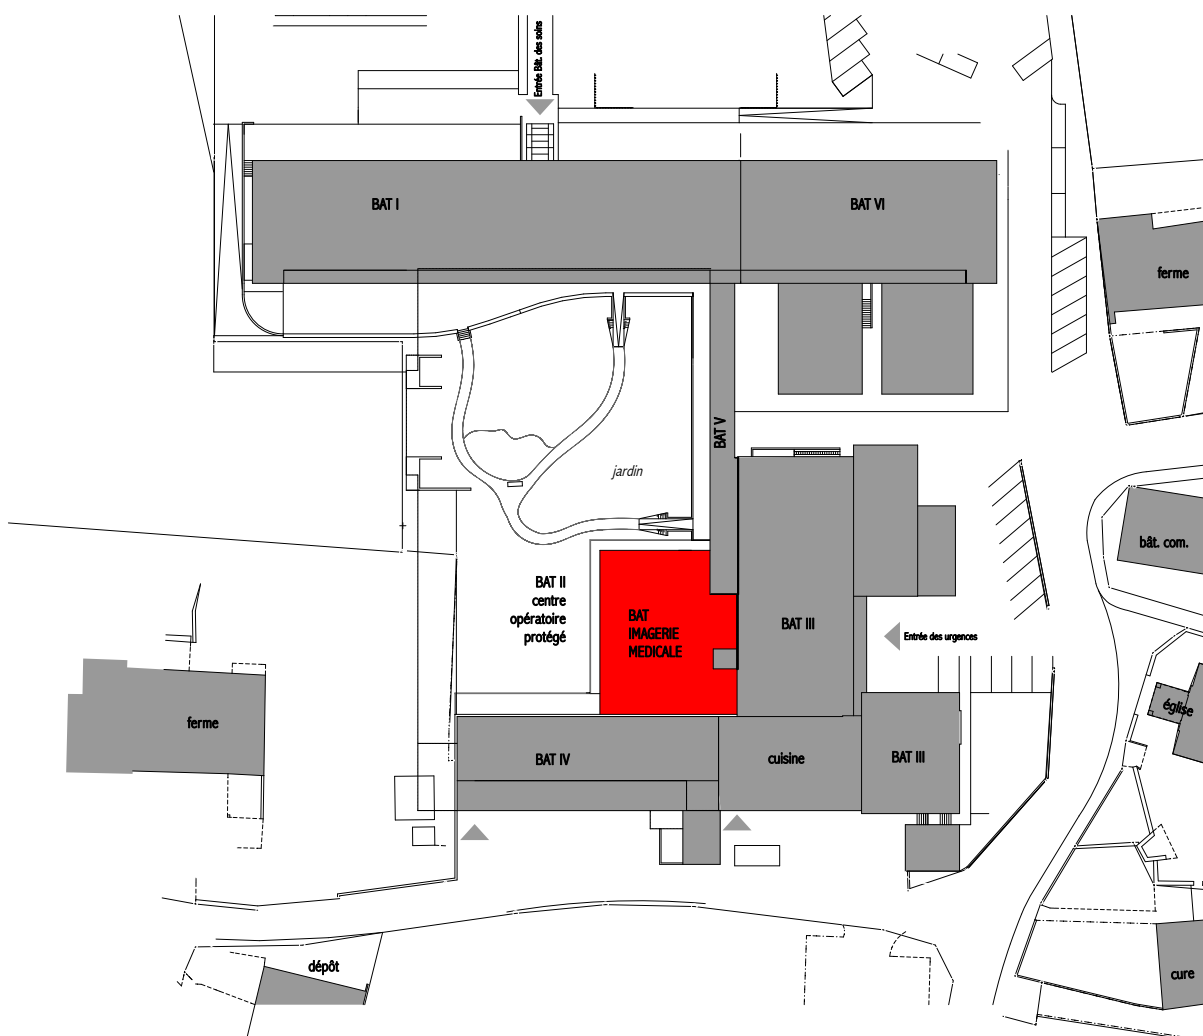 Entrée Bât. des soins
BAT I
BAT VI
ferme
BAT V
jardin
bât. com.
BAT II
centre
opératoire
protégé
BAT
IMAGERIE
MEDICALE
BAT III
Entrée des urgences
église
ferme
BAT IV
cuisine
BAT III
dépôt
cure